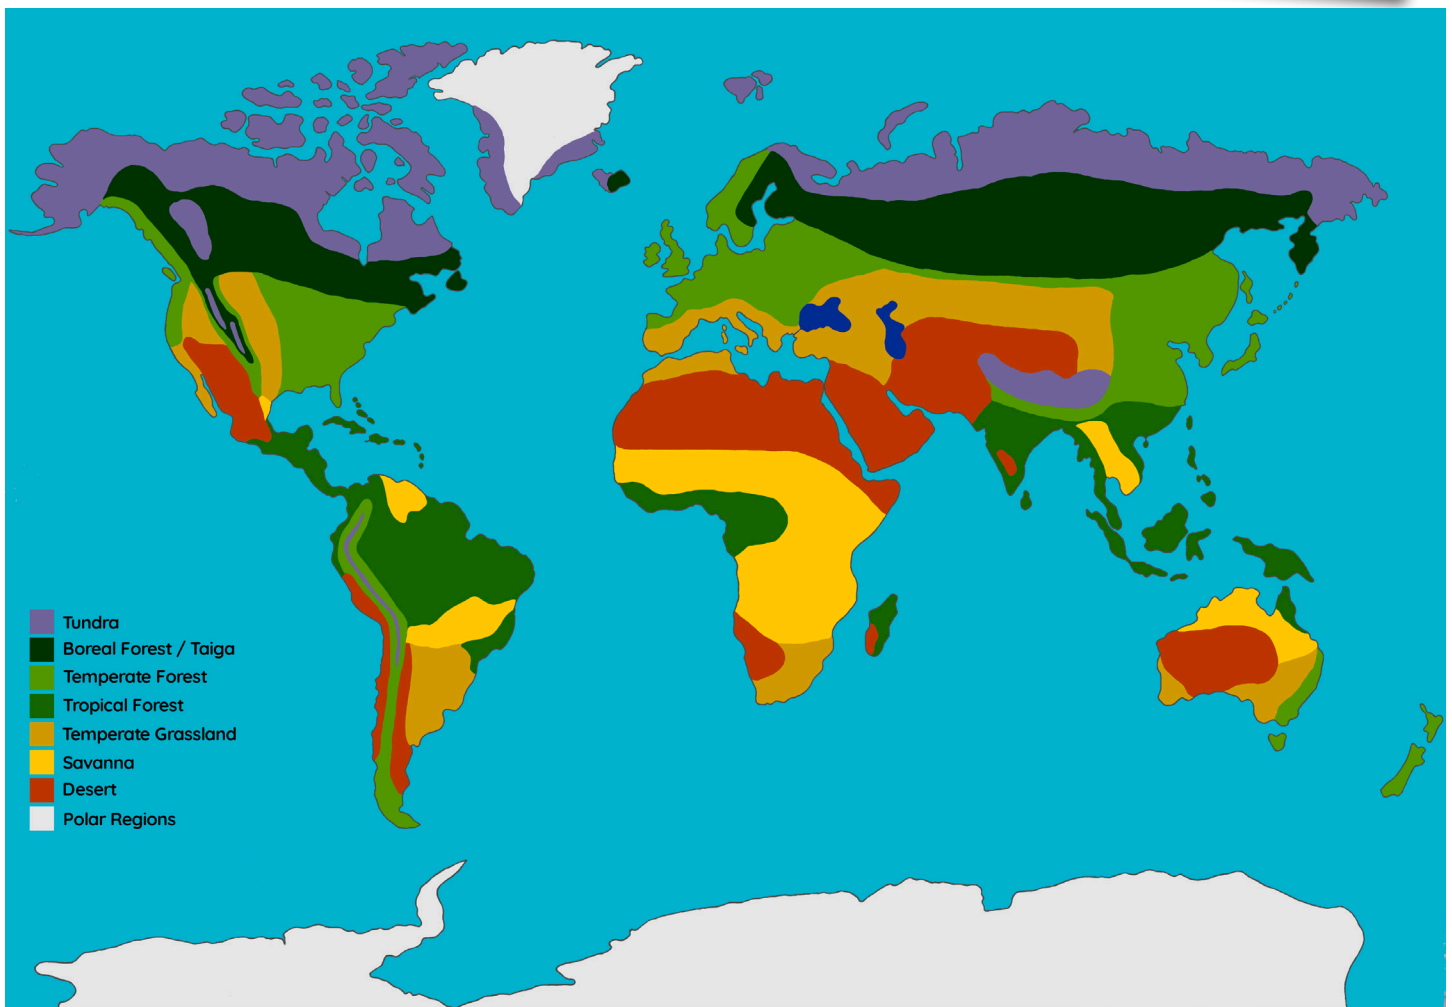 Tundra
Boreal Forest / Taiga
Temperate Forest
Tropical Forest
Temperate Grassland
Savanna
Desert
Polar Regions